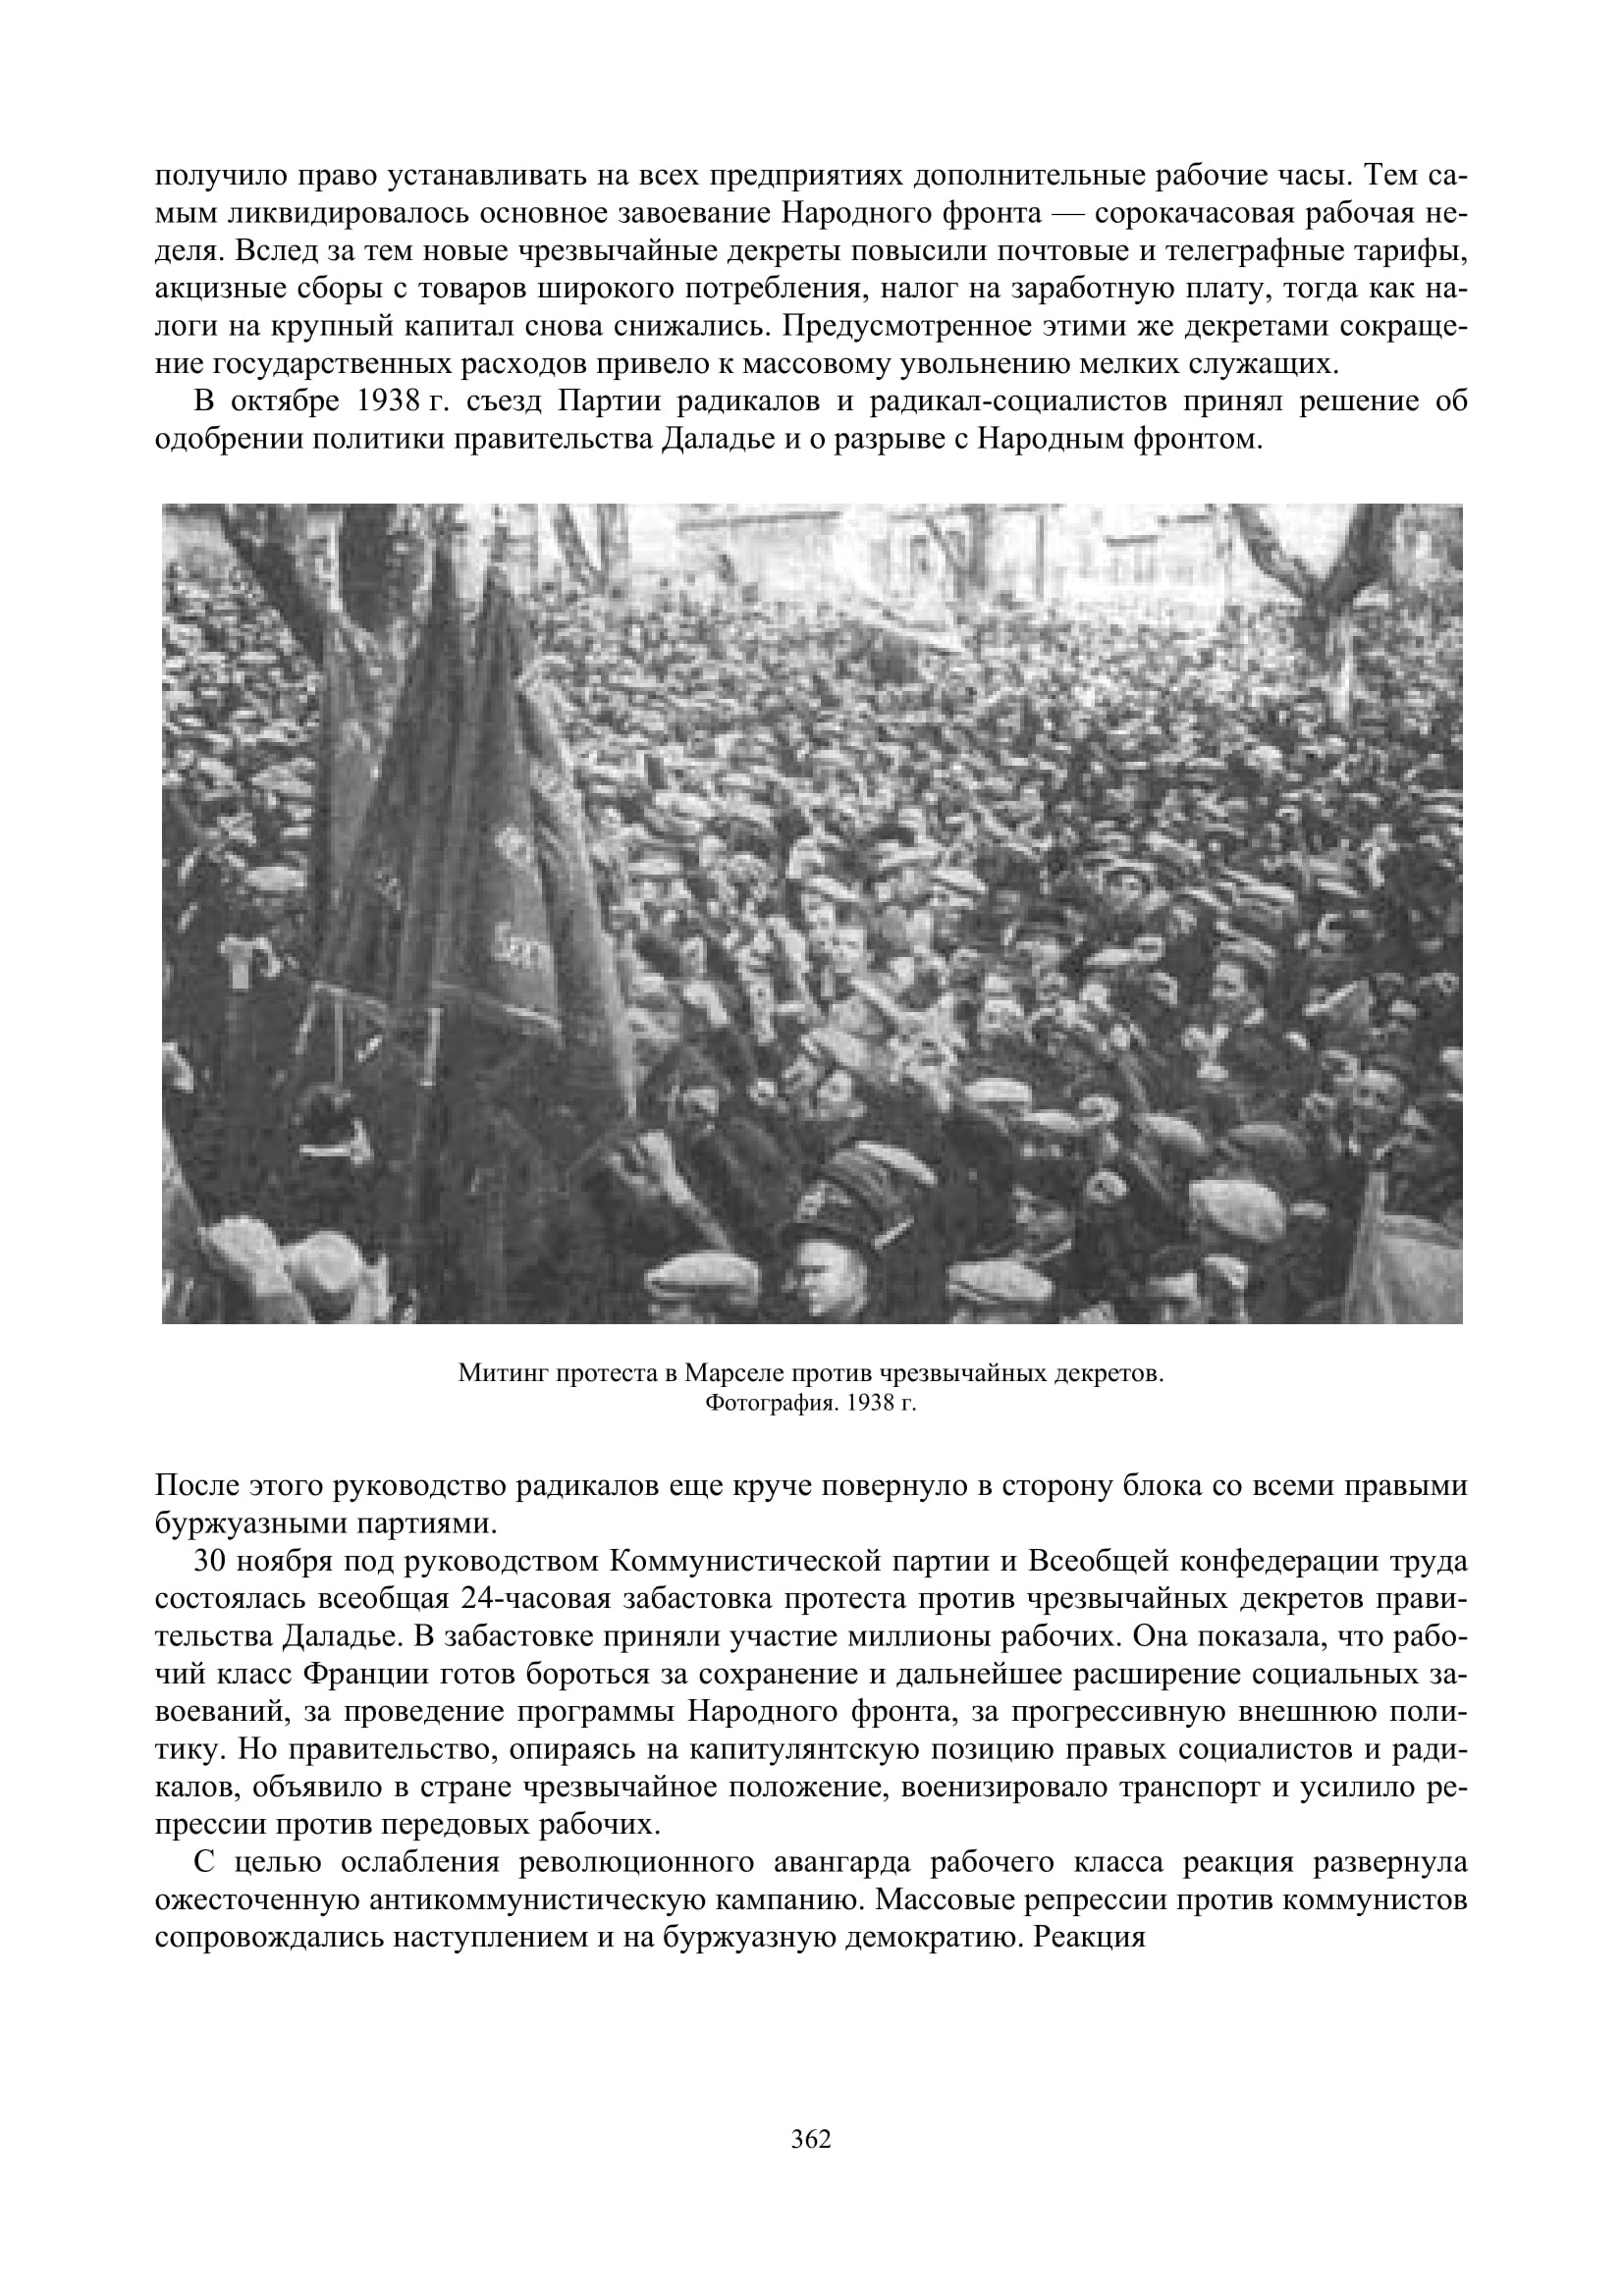 получило право устанавливать на всех предприятиях дополнительные рабочие часы. Тем са-
мым ликвидировалось основное завоевание Народного фронта — сорокачасовая рабочая не-
деля. Вслед за тем новые чрезвычайные декреты повысили почтовые и телеграфные тарифы,
акцизные сборы с товаров широкого потребления, налог на заработную плату, тогда как на-
логи на крупный капитал снова снижались. Предусмотренное этими же декретами сокраще-
ние государственных расходов привело к массовому увольнению мелких служащих.
В октябре 1938 г. съезд Партии радикалов и радикал-социалистов принял решение об
одобрении политики правительства Даладье и о разрыве с Народным фронтом.
Митинг протеста в Марселе против чрезвычайных декретов.
Фотография. 1938 г.
После этого руководство радикалов еще круче повернуло в сторону блока со всеми правыми
буржуазными партиями.
30 ноября под руководством Коммунистической партии и Всеобщей конфедерации труда
состоялась всеобщая 24-часовая забастовка протеста против чрезвычайных декретов прави-
тельства Даладье. В забастовке приняли участие миллионы рабочих. Она показала, что рабо-
чий класс Франции готов бороться за сохранение и дальнейшее расширение социальных за-
воеваний, за проведение программы Народного фронта, за прогрессивную внешнюю поли-
тику. Но правительство, опираясь на капитулянтскую позицию правых социалистов и ради-
калов, объявило в стране чрезвычайное положение, военизировало транспорт и усилило ре-
прессии против передовых рабочих.
С целью ослабления революционного авангарда рабочего класса реакция развернула
ожесточенную антикоммунистическую кампанию. Массовые репрессии против коммунистов
сопровождались наступлением и на буржуазную демократию. Реакция
362